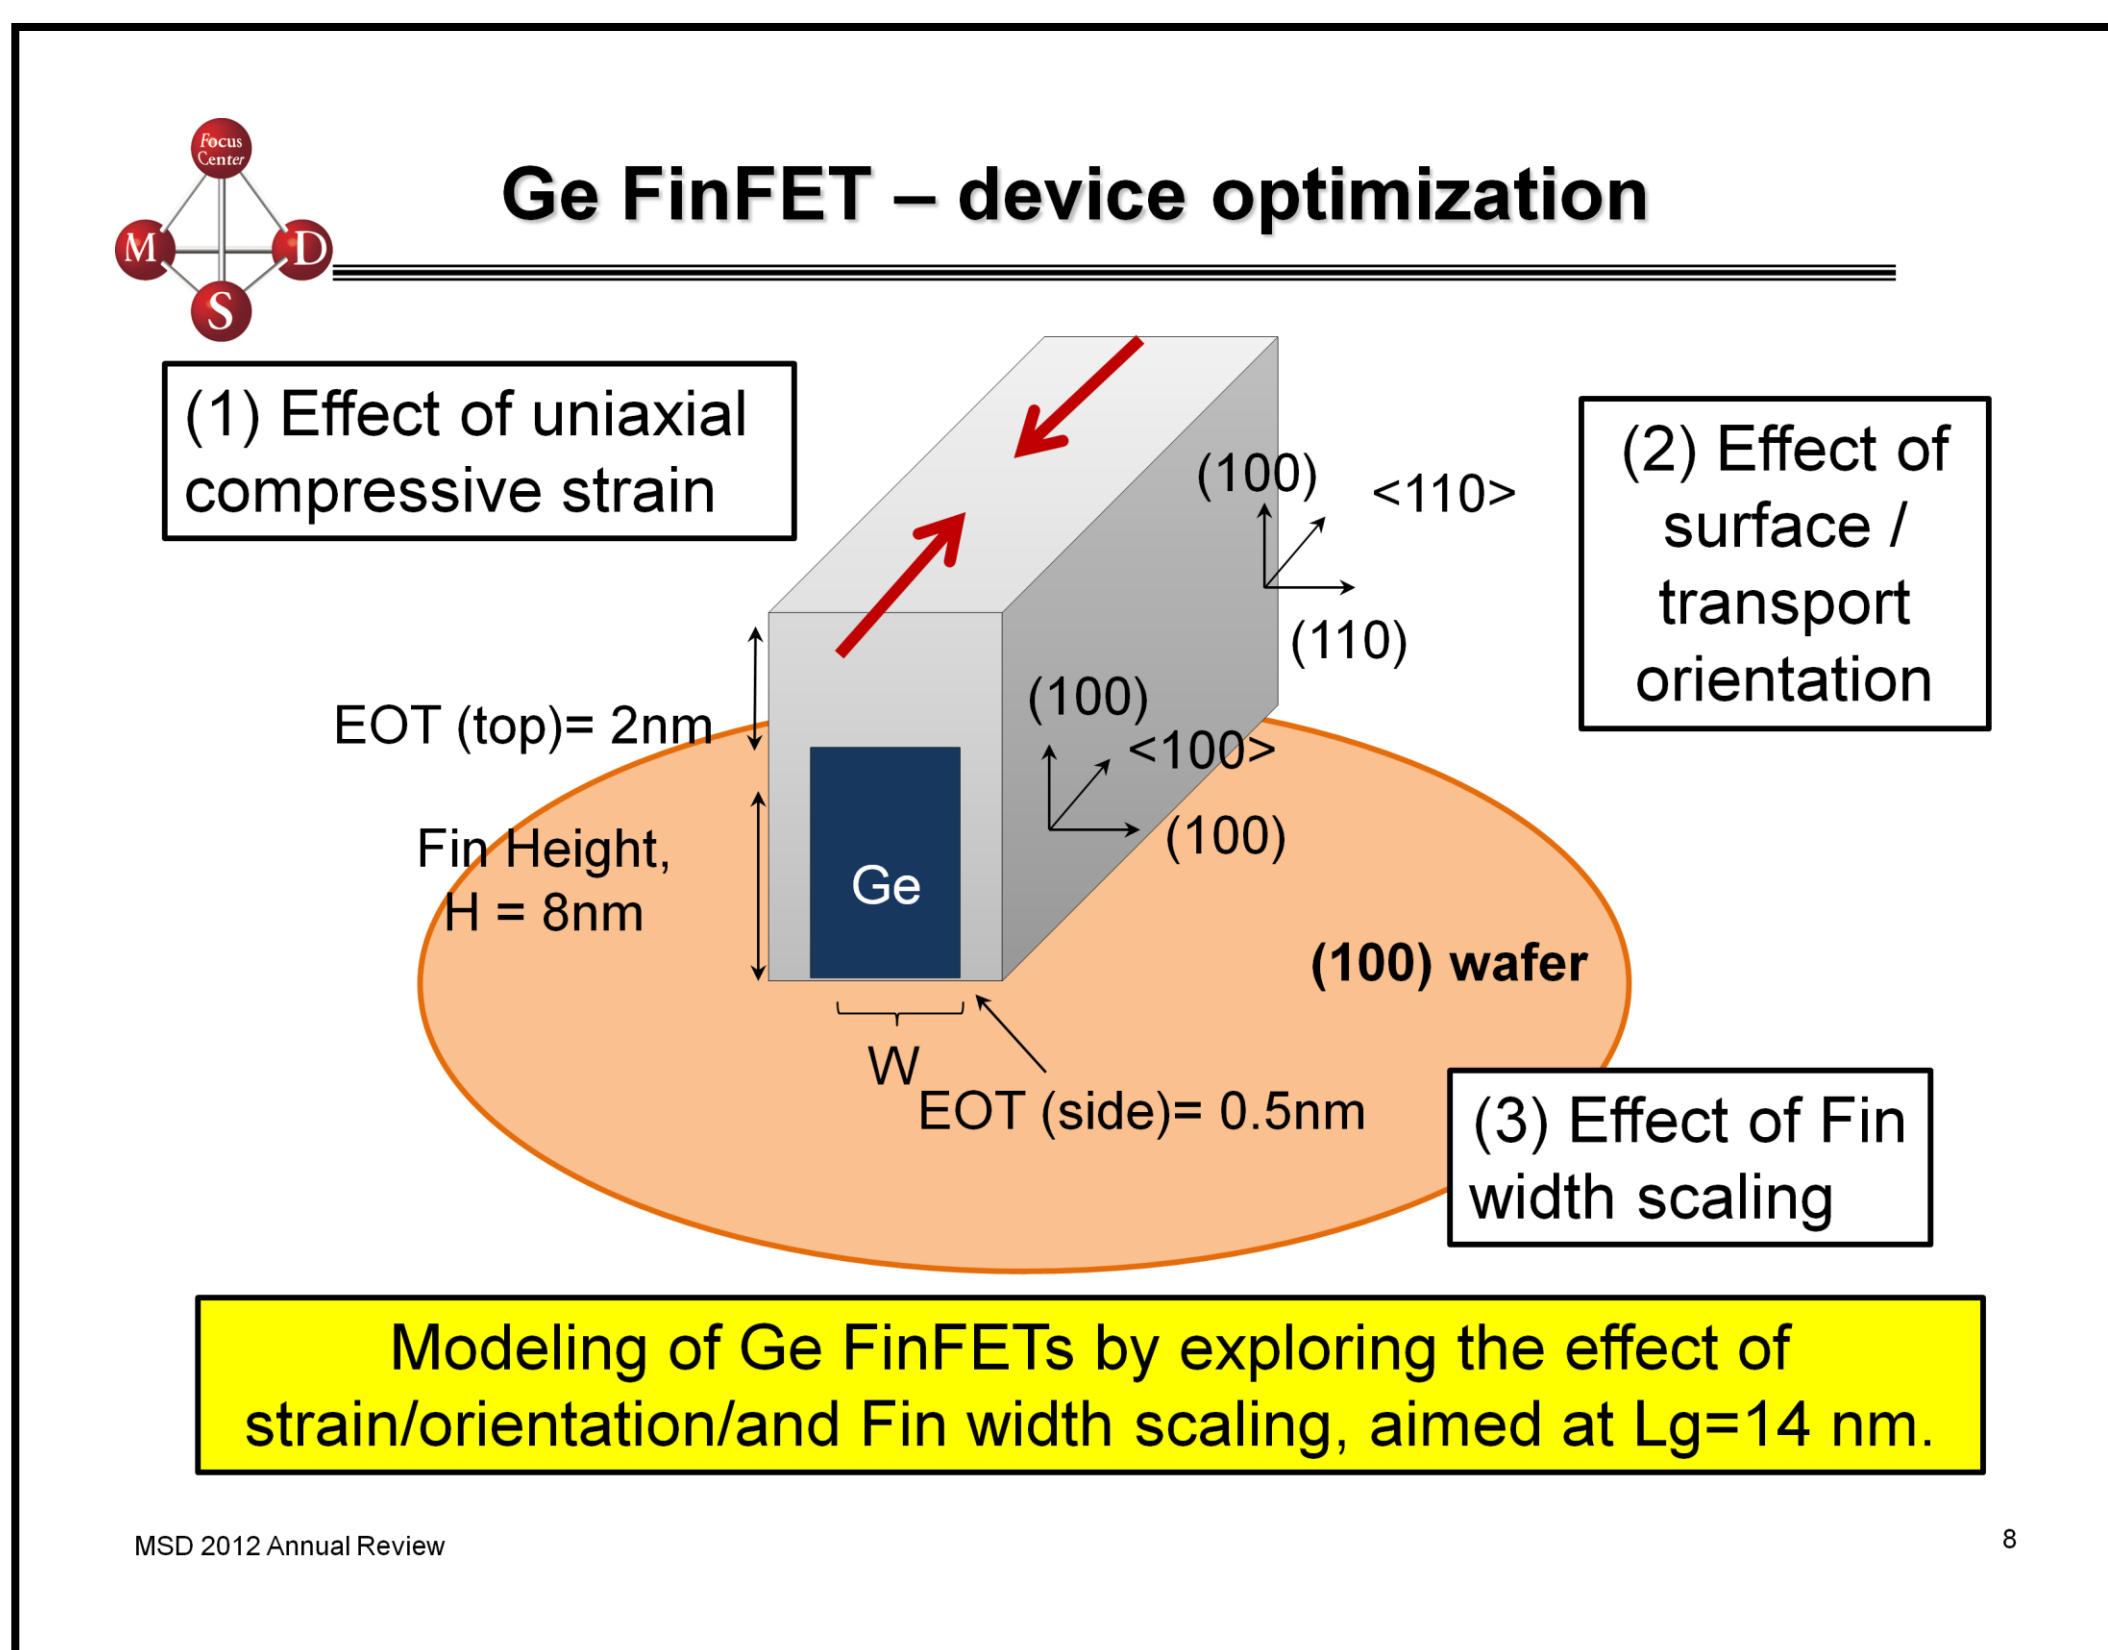 Focus
Center
M
D
S
Ge FinFET – device optimization
(1) Effect of uniaxial
compressive strain
(100)
<110>
(110)
(2) Effect of
surface /
transport
orientation
EOT (top)= 2nm
(100)
<100>
(100)
Fin Height,
H = 8nm
Ge
(100) wafer
W
EOT (side)= 0.5nm
(3) Effect of Fin
width scaling
Modeling of Ge FinFETs by exploring the effect of
strain/orientation/and Fin width scaling, aimed at Lg=14 nm.
MSD 2012 Annual Review
8